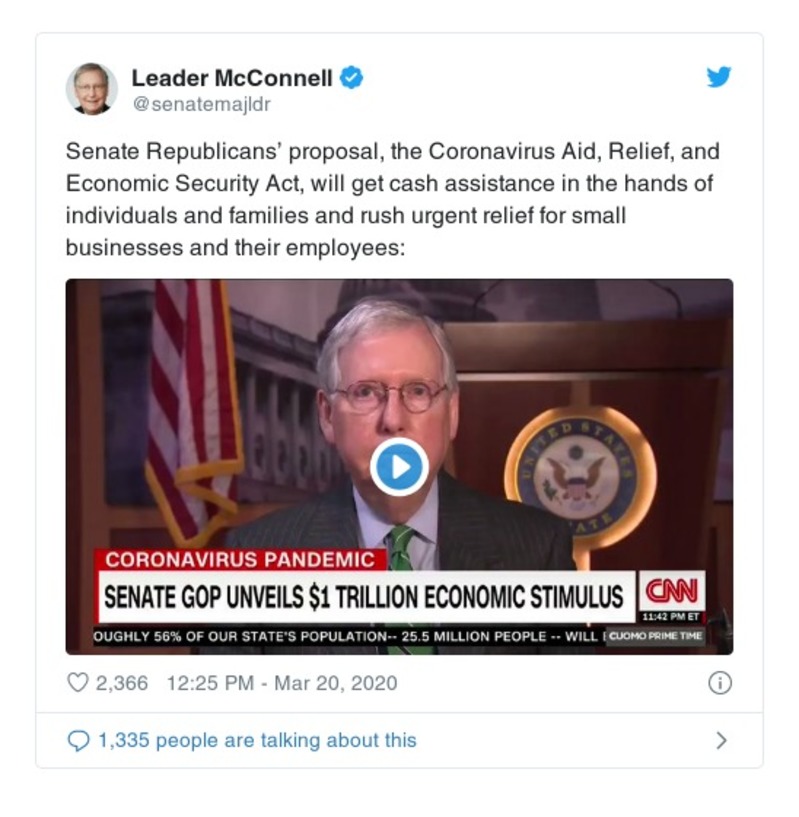 Leader McConnell
@senatemajldr
Senate Republicans’ proposal, the Coronavirus Aid, Relief, and
Economic Security Act, will get cash assistance in the hands of
individuals and families and rush urgent relief for small
businesses and their employees:
UNITED STATES
ATE
CORONAVIRUS PANDEMIC
SENATE GOP UNVEILS $1 TRILLION ECONOMIC STIMULUS
CNN
11:42 PM ET
OUGHLY 56% OF OUR STATE'S POPULATION-- 25.5 MILLION PEOPLE -- WILL
CUOMO PRIME TIME
2,366 12:25 PM - Mar 20, 2020
1,335 people are talking about this